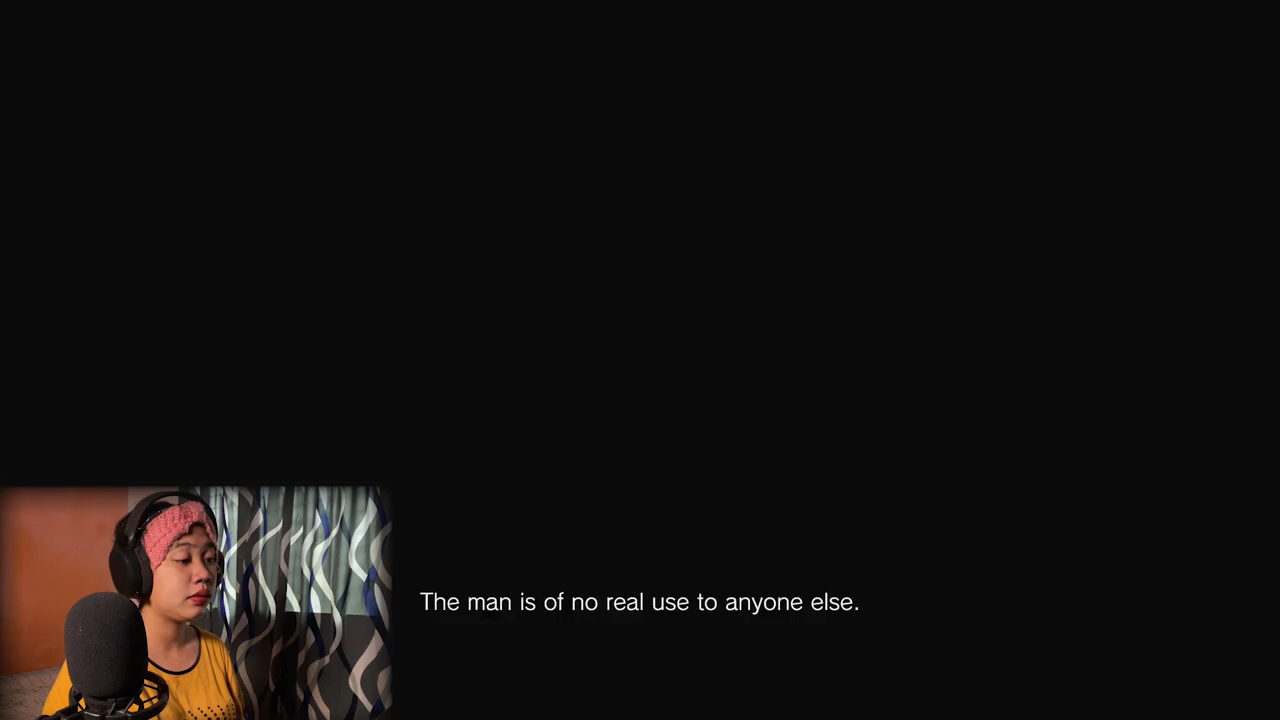 The man is of no real use to anyone else.